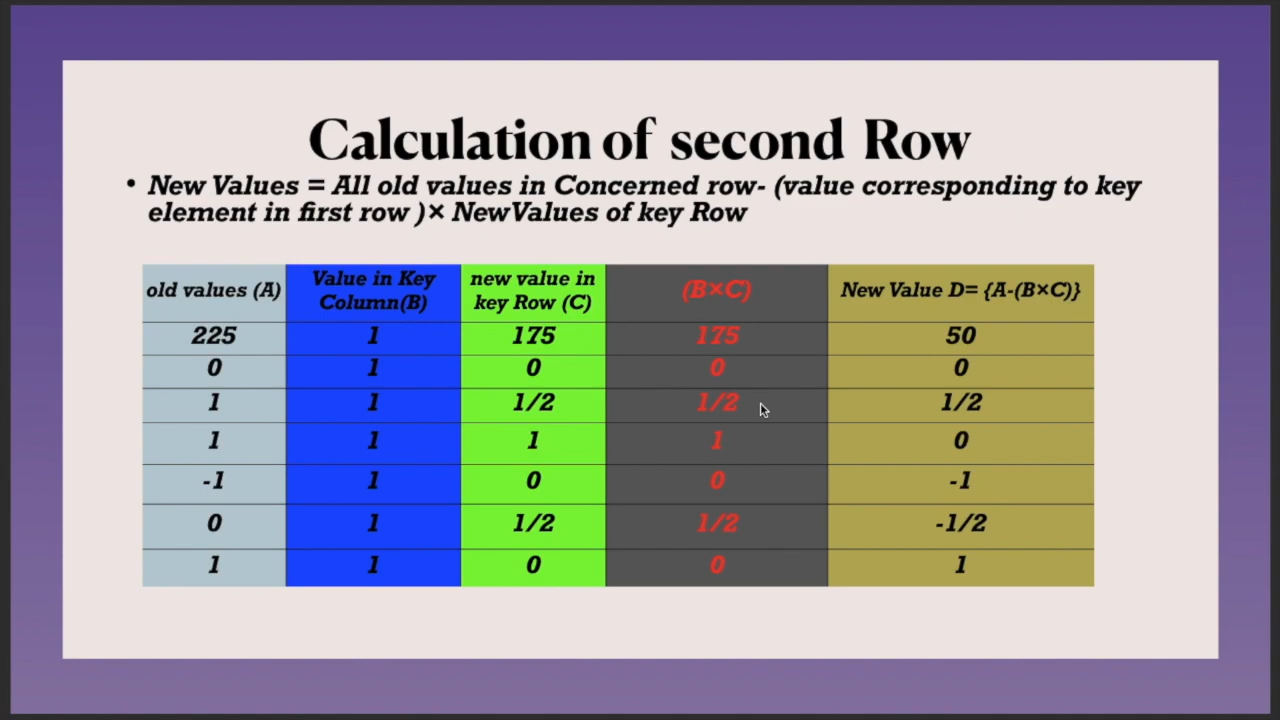 Calculation of second Row
• New Values = All old values in Concerned row- (value corresponding to key
element in first row )× NewValues of key Row
old values (A) Value in Key Column(B) new value in key Row (C) (B×C) New Value D= {A-(B×C)}
225 1 175 175 50
0 1 0 0 0
1 1 1/2 1/2 1/2
1 1 1 1 0
-1 1 0 0 -1
0 1 1/2 1/2 -1/2
1 1 0 0 1